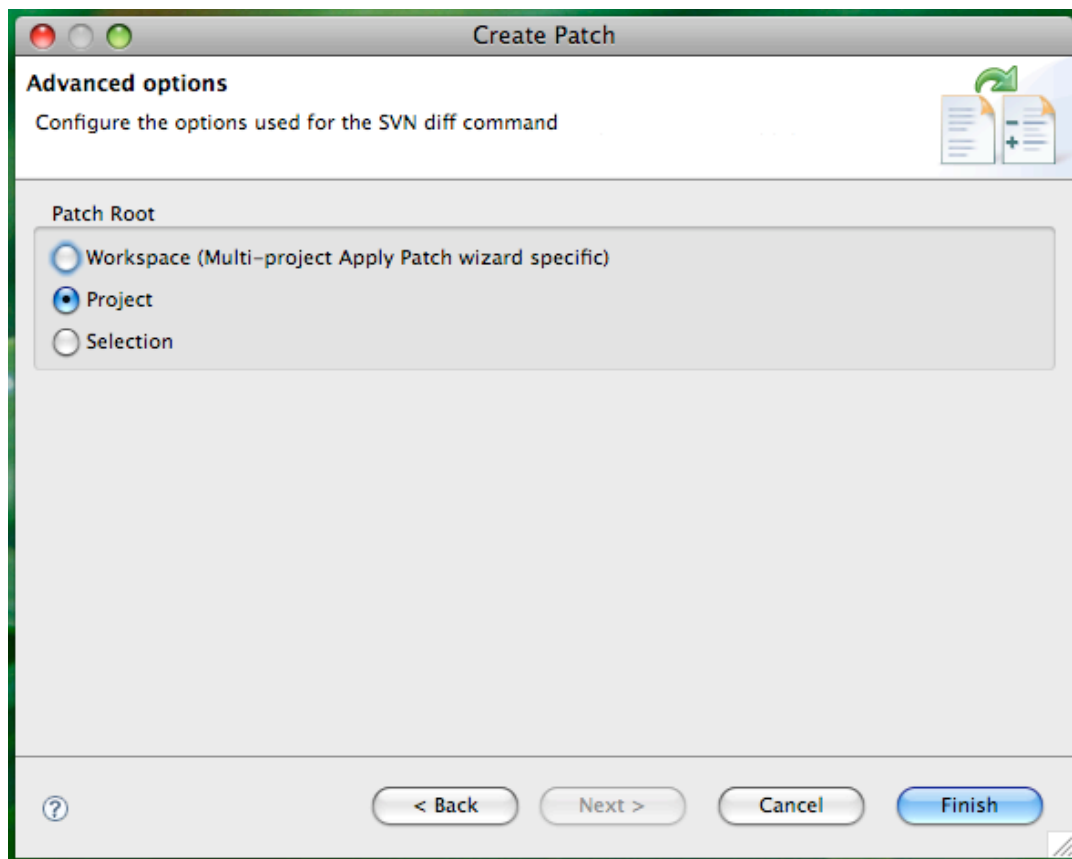 Create Patch
Advanced options
Configure the options used for the SVN diff command
Patch Root
Workspace (Multi-project Apply Patch wizard specific)
Project
Selection
? < Back Next > Cancel Finish